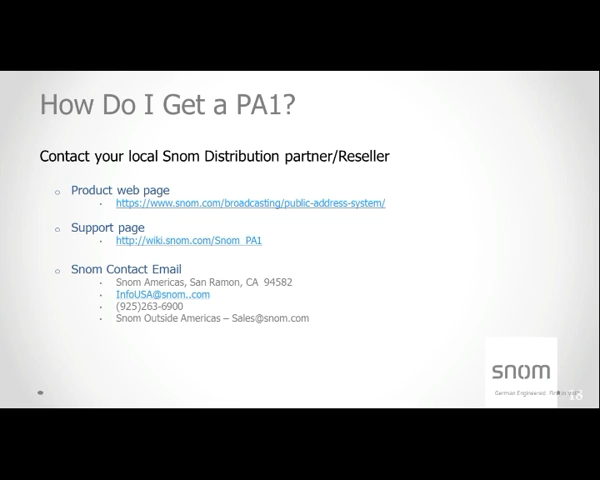 How Do I Get a PA1?
Contact your local Snom Distribution partner/Reseller
Product web page
https://www.snom.com/broadcasting/public-address-system/
Support page
http://wiki.snom.com/Snom_PA1
Snom Contact Email
Snom Americas, San Ramon, CA 94582
InfoUSA@snom..com
(925)263-6900
Snom Outside Americas – Sales@snom.com
snom
German Engineered.
18